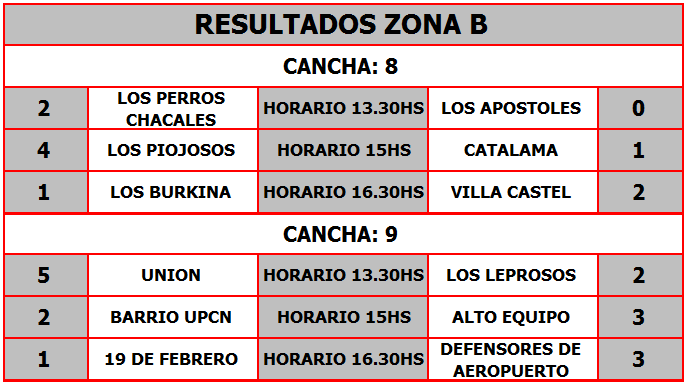 RESULTADOS ZONA B
CANCHA: 8
2 LOS PERROS CHACALES HORARIO 13.30HS LOS APOSTOLES 0
4 LOS PIOJOSOS HORARIO 15HS CATALAMA 1
1 LOS BURKINA HORARIO 16.30HS VILLA CASTEL 2
CANCHA: 9
5 UNION HORARIO 13.30HS LOS LEPROSOS 2
2 BARRIO UPCN HORARIO 15HS ALTO EQUIPO 3
1 19 DE FEBRERO HORARIO 16.30HS DEFENSORES DE AEROPUERTO 3